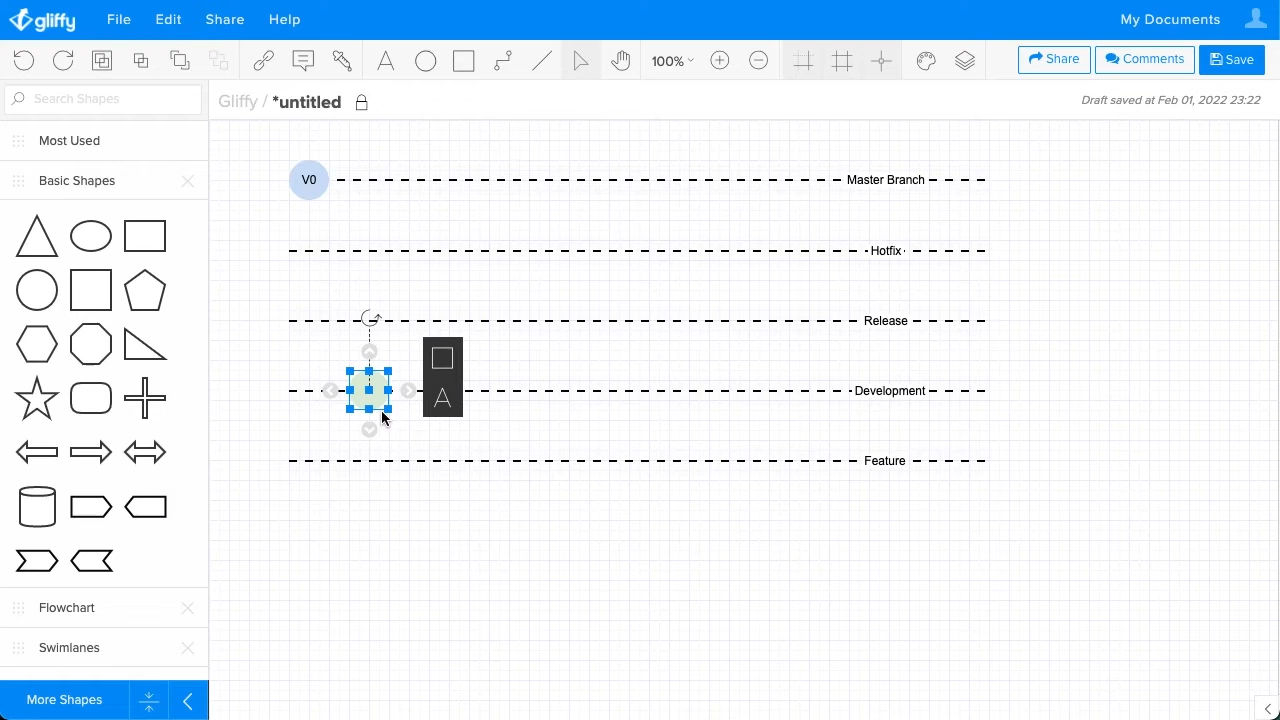 gliffy File Edit Share Help My Documents
100% Share Comments Save
Search Shapes
Gliffy / *untitled Draft saved at Feb 01, 2022 23:22
Most Used
Basic Shapes
V0 Master Branch
Hotfix
Release
Development
Feature
Flowchart
Swimlanes
More Shapes